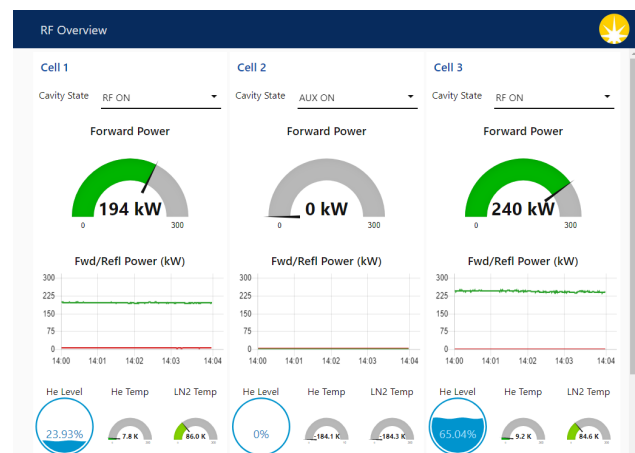 RF Overview
Cell 1 Cell 2 Cell 3
Cavity State RF ON Cavity State AUX ON Cavity State RF ON
Forward Power Forward Power Forward Power
194 kW 0 kW 240 kW
0 300 0 300 0 300
Fwd/Refl Power (kW) Fwd/Refl Power (kW) Fwd/Refl Power (kW)
300 300 300
225 225 225
150 150 150
75 75 75
0 0 0
14:00 14:01 14:02 14:03 14:04 14:00 14:01 14:02 14:03 14:04 14:00 14:01 14:02 14:03 14:04
He Level He Temp LN2 Temp He Level He Temp LN2 Temp He Level He Temp LN2 Temp
23.93% 7.8 K 86.0 K 0% -184.1 K -184.3 K 65.04% 9.2 K 84.6 K